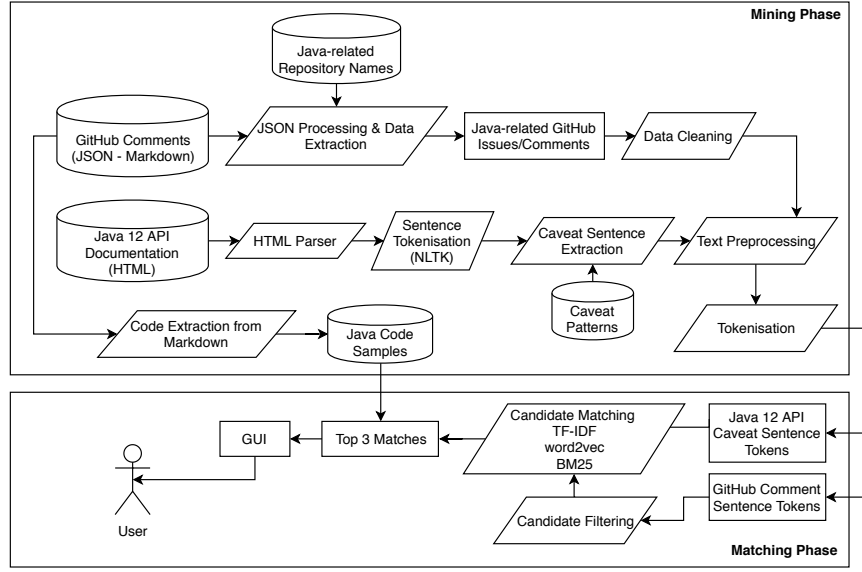 Mining Phase
Java-related
Repository Names
GitHub Comments
(JSON - Markdown)
JSON Processing & Data
Extraction
Java-related GitHub
Issues/Comments
Data Cleaning
Java 12 API
Documentation
(HTML)
HTML Parser
Sentence
Tokenisation
(NLTK)
Caveat Sentence
Extraction
Text Preprocessing
Caveat
Patterns
Code Extraction from
Markdown
Java Code
Samples
Tokenisation
GUI
Top 3 Matches
Candidate Matching
TF-IDF
word2vec
BM25
Java 12 API
Caveat Sentence
Tokens
User
Candidate Filtering
GitHub Comment
Sentence Tokens
Matching Phase